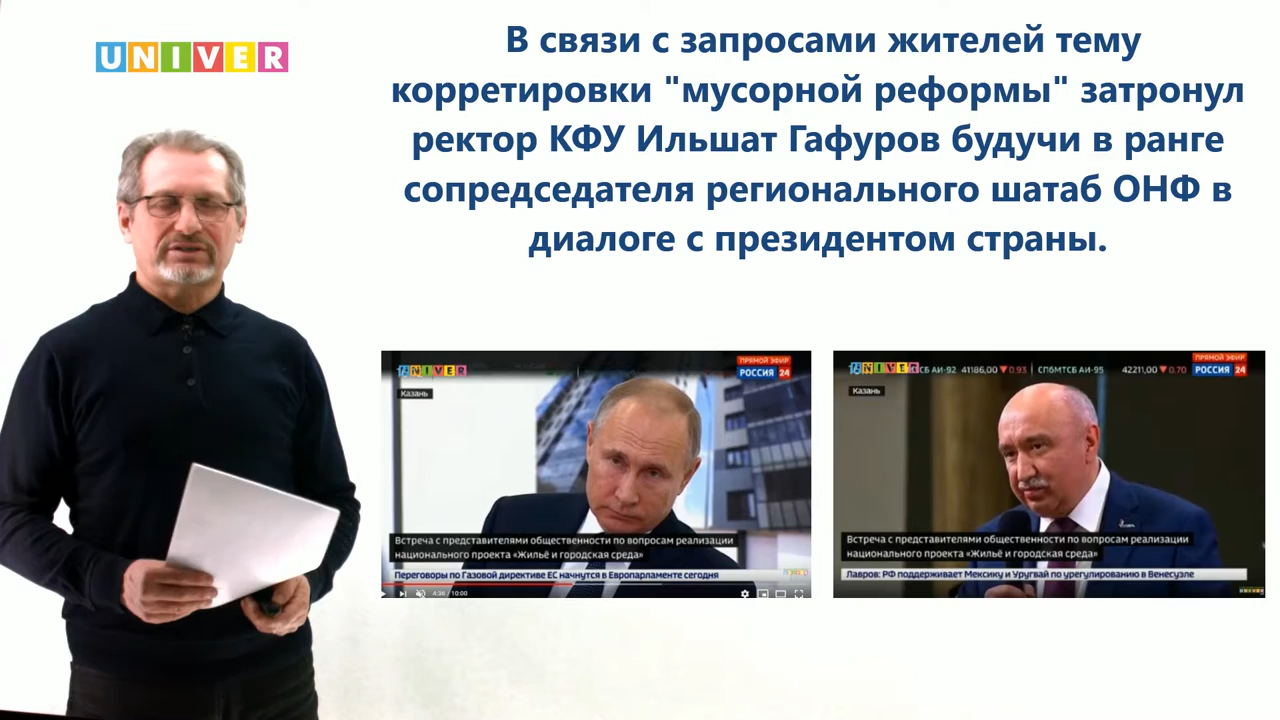 UNIVER
В связи с запросами жителей тему
корретировки "мусорной реформы" затронул
ректор КФУ Ильшат Гафуров будучи в ранге
сопредседателя регионального шатаб ОНФ в
диалоге с президентом страны.
UNIVER
ПРЯМОЙ ЭФИР
РОССИЯ 24
Казань
Встреча с представителями общественности по вопросам реализации
национального проекта «Жильё и городская среда»
Переговоры по Газовой директиве ЕС начнутся в Европарламенте сегодня
4:36 / 10:00
UNIVER
СБ АИ-92 41186,00 ▼0.93 | СПБМТСБ АИ-95 42211,00 ▼0.70
ПРЯМОЙ ЭФИР
РОССИЯ 24
Казань
Встреча с представителями общественности по вопросам реализации
национального проекта «Жильё и городская среда»
Лавров: РФ поддерживает Мексику и Уругвай по урегулированию в Венесуэле